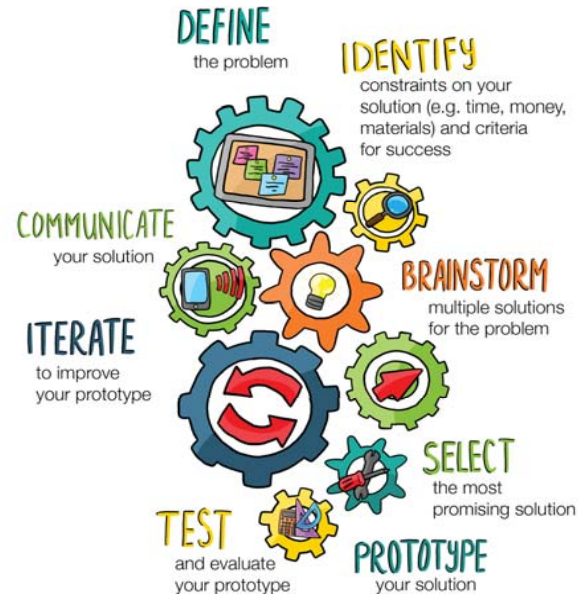 DEFINE
the problem
IDENTIFY
constraints on your
solution (e.g. time, money,
materials) and criteria
for success
BRAINSTORM
multiple solutions
for the problem
SELECT
the most
promising solution
PROTOTYPE
your solution
TEST
and evaluate
your prototype
ITERATE
to improve
your prototype
COMMUNICATE
your solution